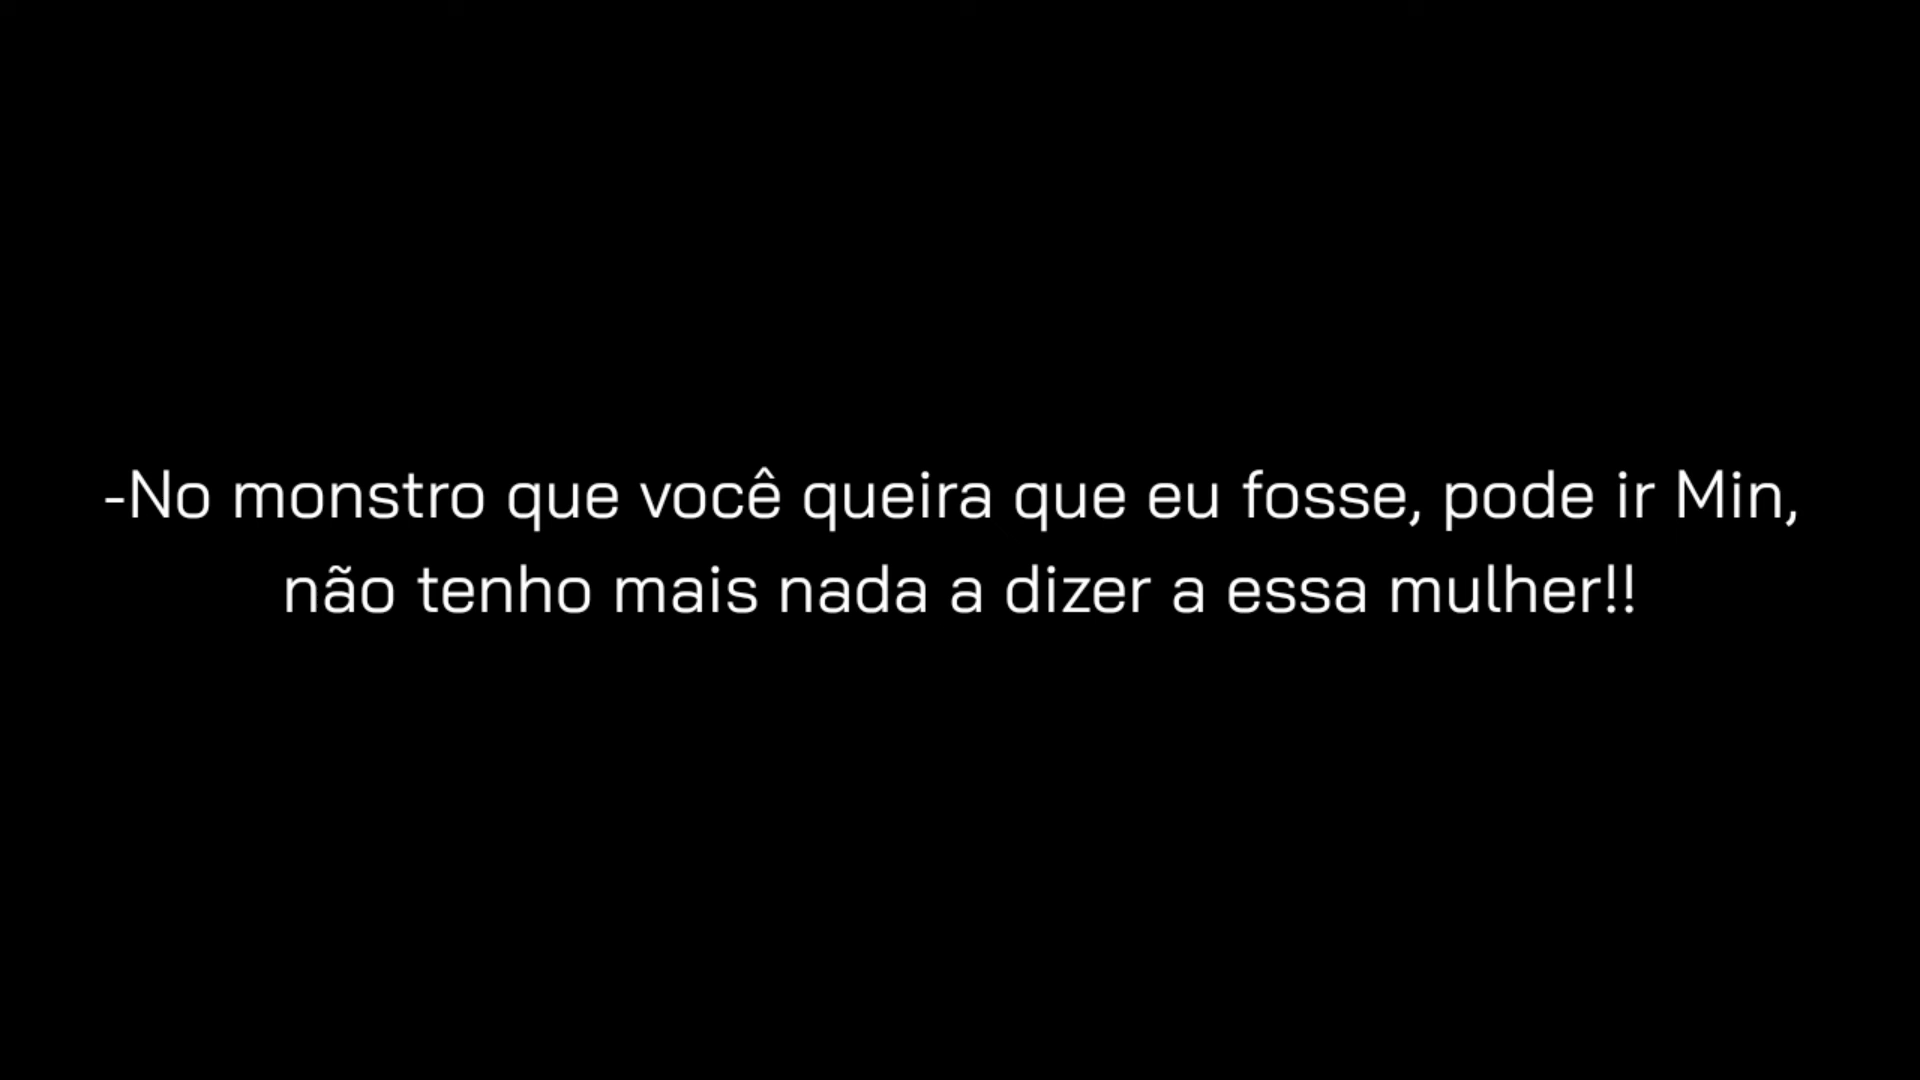 -No monstro que você queira que eu fosse, pode ir Min,
não tenho mais nada a dizer a essa mulher!!